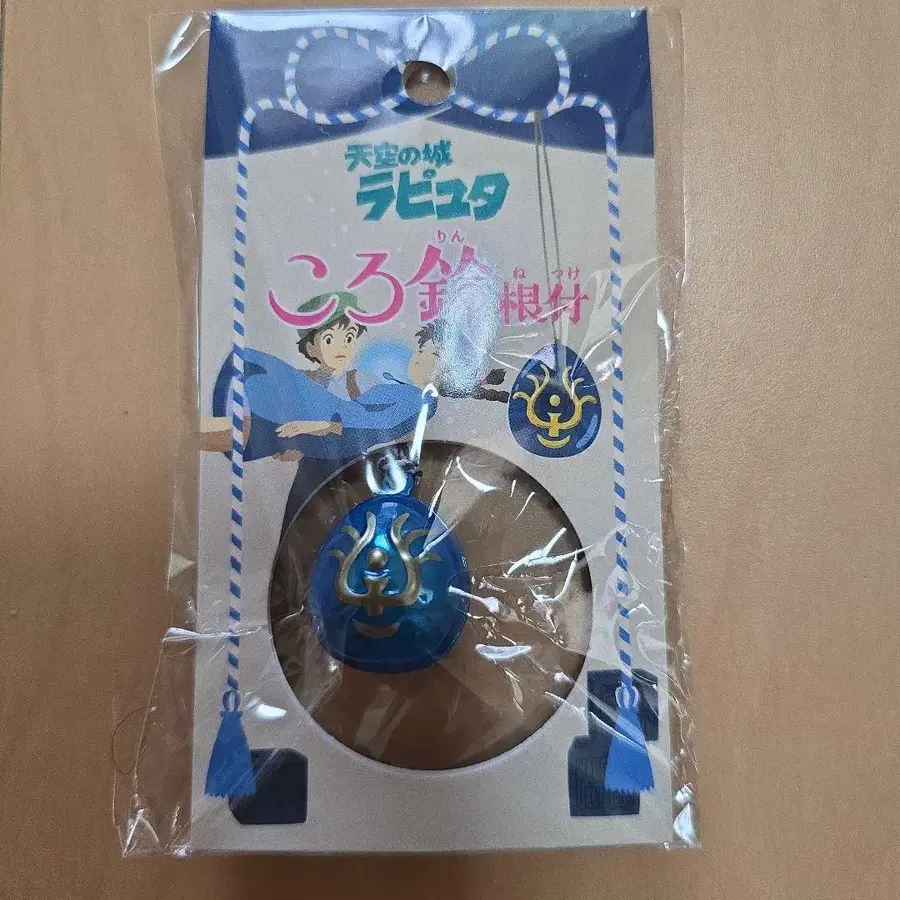 天空の城
ラピュタ
りん
ころ鈴
ね つけ
根付